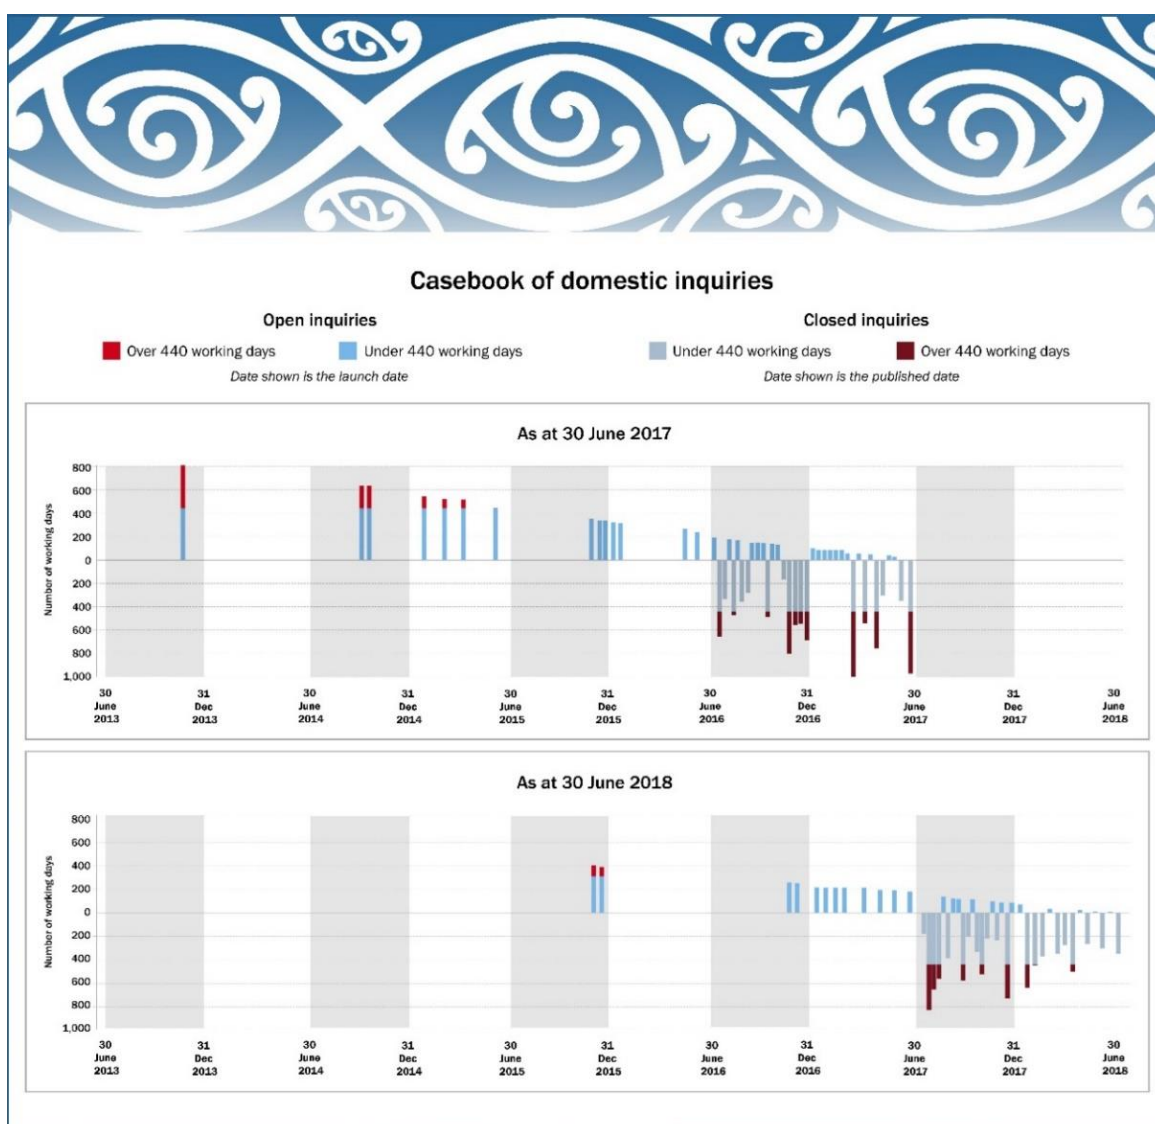 Casebook of domestic inquiries
Open inquiries
Closed inquiries
Over 440 working days
Under 440 working days
Under 440 working days
Over 440 working days
Date shown is the launch date
Date shown is the published date
As at 30 June 2017
Number of working days
800
600
400
200
0
200
400
600
800
1,000
30 June 2013
31 Dec 2013
30 June 2014
31 Dec 2014
30 June 2015
31 Dec 2015
30 June 2016
31 Dec 2016
30 June 2017
31 Dec 2017
30 June 2018
As at 30 June 2018
Number of working days
800
600
400
200
0
200
400
600
800
1,000
30 June 2013
31 Dec 2013
30 June 2014
31 Dec 2014
30 June 2015
31 Dec 2015
30 June 2016
31 Dec 2016
30 June 2017
31 Dec 2017
30 June 2018